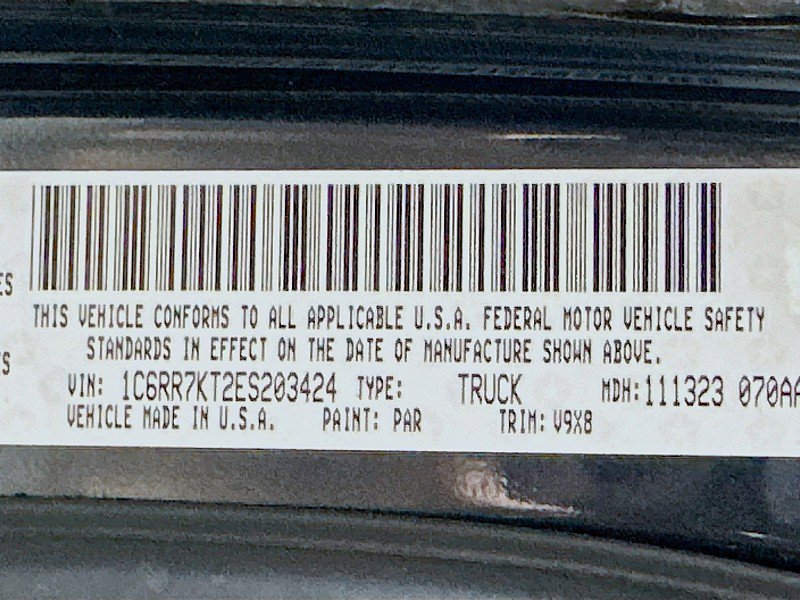 ES
THIS VEHICLE CONFORMS TO ALL APPLICABLE U.S.A. FEDERAL MOTOR VEHICLE SAFETY
S
STANDARDS IN EFFECT ON THE DATE OF MANUFACTURE SHOWN ABOVE.
VIN: 1C6RR7KT2ES203424 TYPE: TRUCK MDH:111323 070AA
VEHICLE MADE IN U.S.A. PAINT: PAR TRIM: V9X8